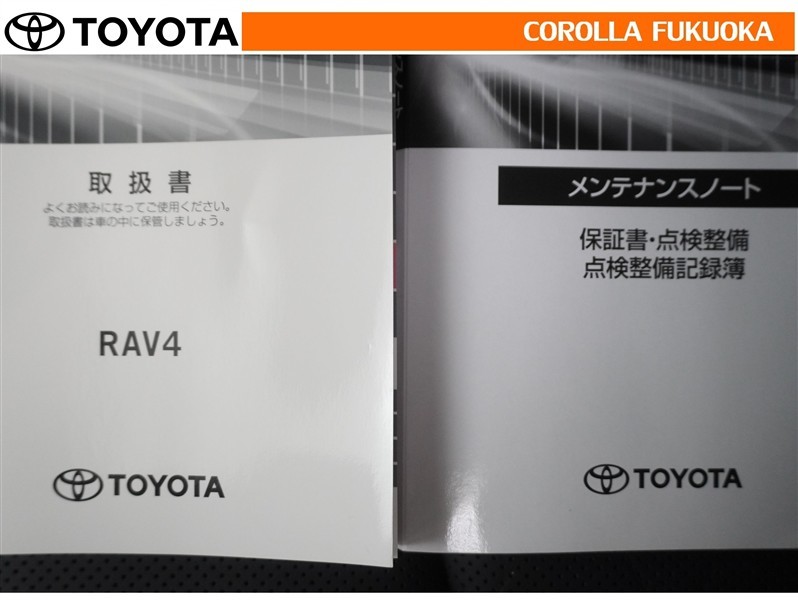 TOYOTA
COROLLA FUKUOKA
取扱書
よくお読みになってご使用ください。
取扱書は車の中に保管しましょう。
RAV4
TOYOTA
メンテナンスノート
保証書・点検整備
点検整備記録簿
TOYOTA